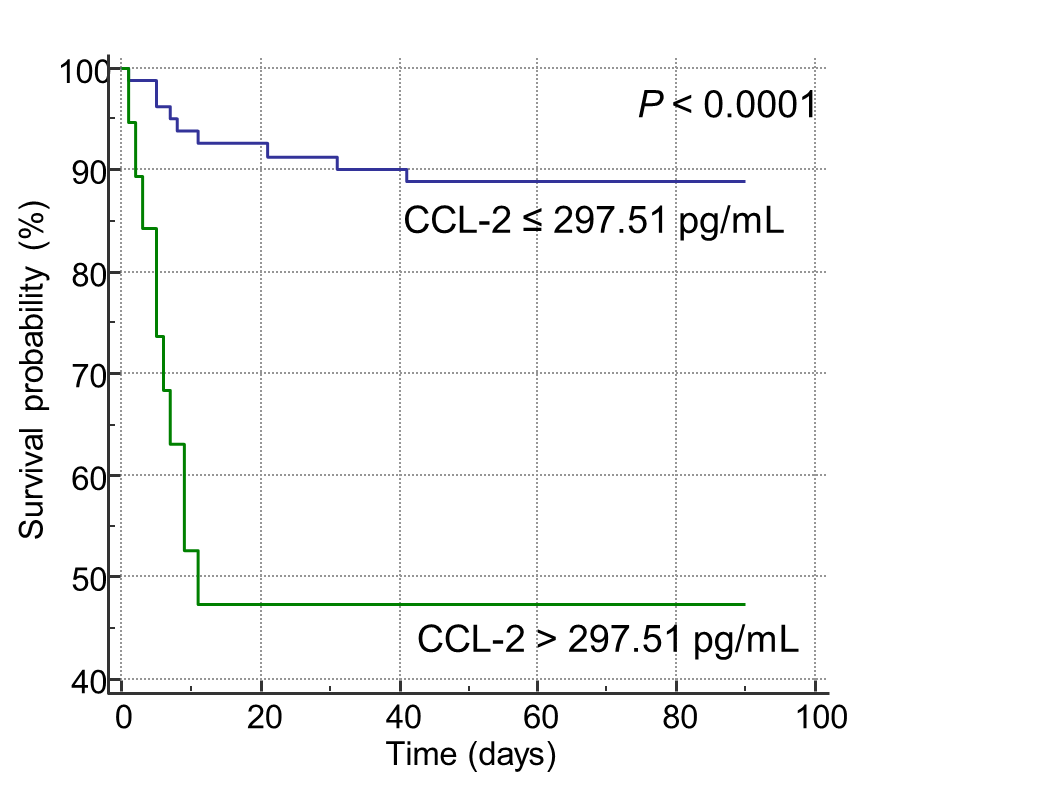 100
90
80
70
60
50
40
Survival probability (%)
P < 0.0001
CCL-2 ≤ 297.51 pg/mL
CCL-2 > 297.51 pg/mL
0 20 40 60 80 100
Time (days)